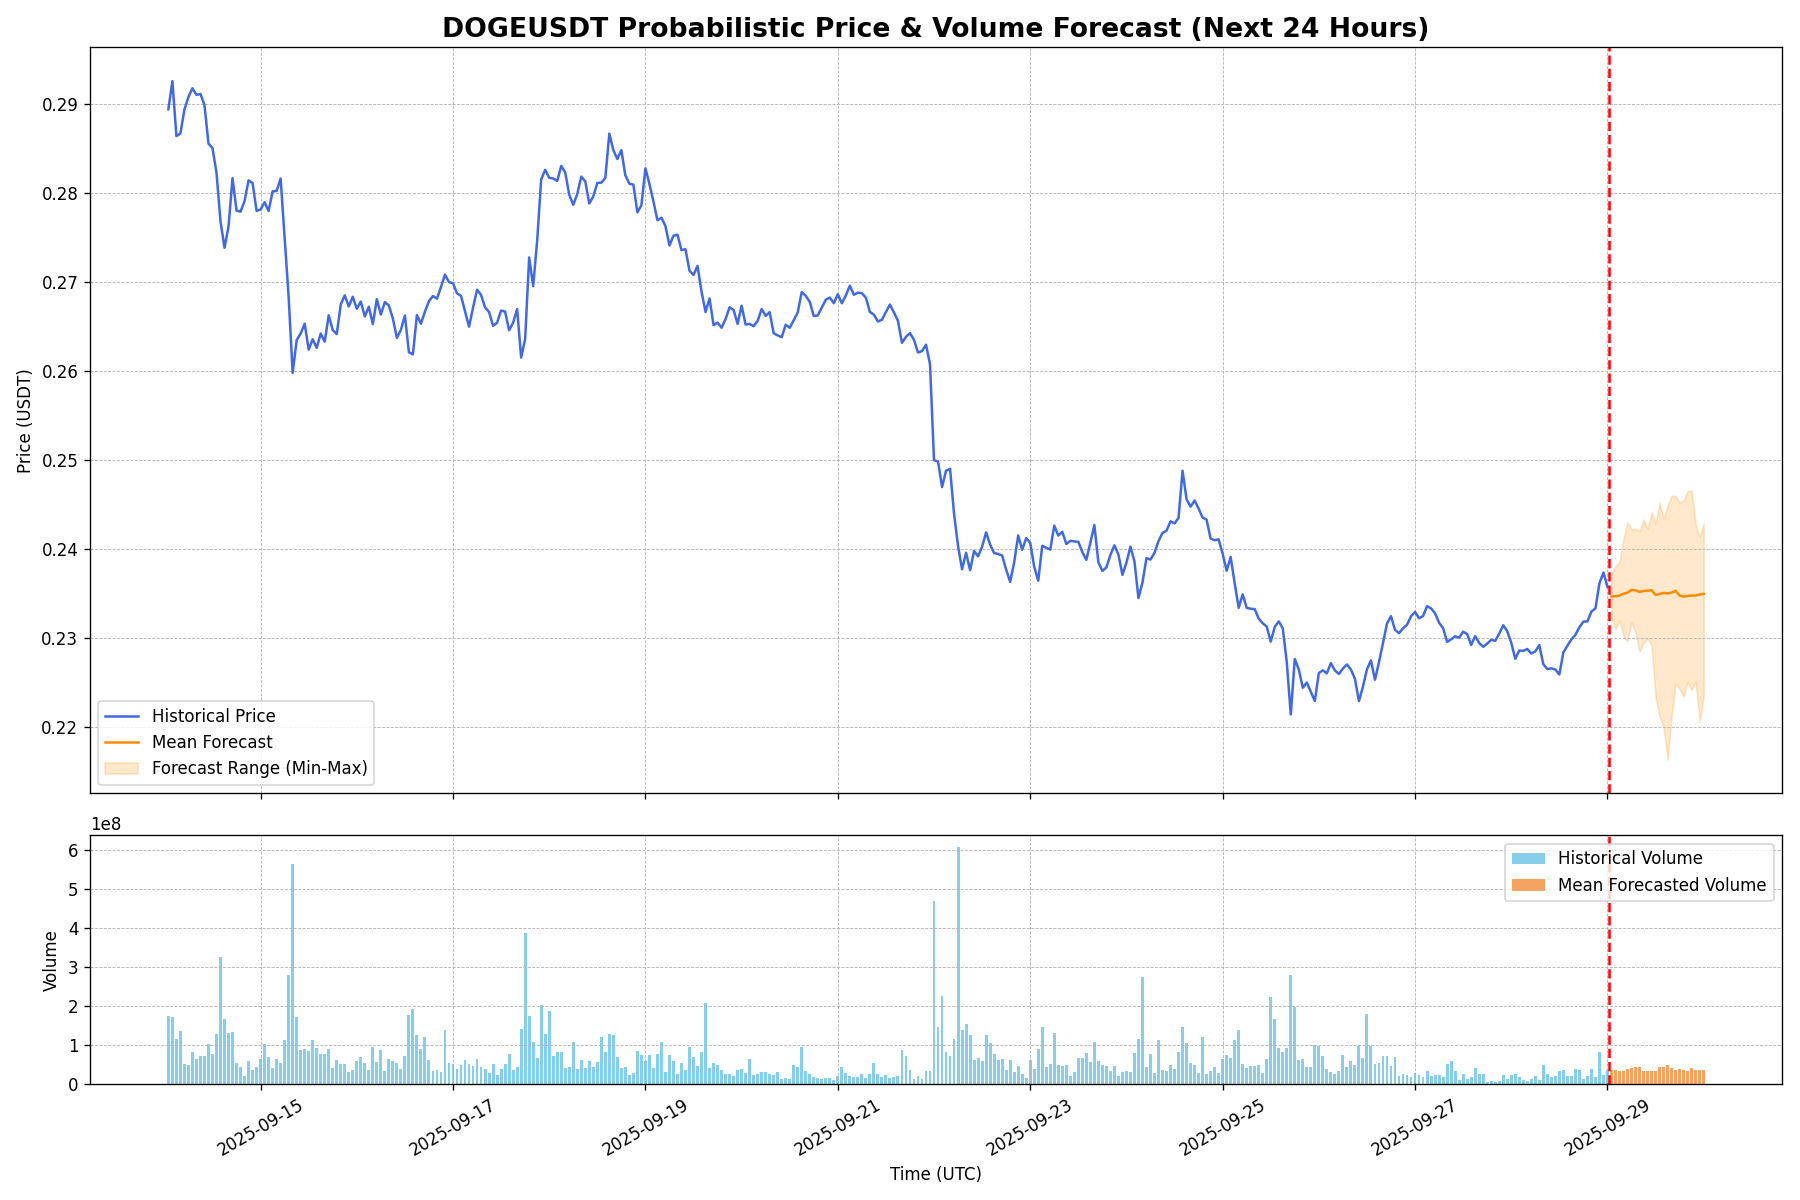 DOGEUSDT Probabilistic Price & Volume Forecast (Next 24 Hours)
0.29
0.28
0.27
0.26
0.25
0.24
0.23
0.22
Price (USDT)
Historical Price
Mean Forecast
Forecast Range (Min-Max)
1e8
6
5
4
3
2
1
0
Volume
Historical Volume
Mean Forecasted Volume
2025-09-15
2025-09-17
2025-09-19
2025-09-21
2025-09-23
2025-09-25
2025-09-27
2025-09-29
Time (UTC)